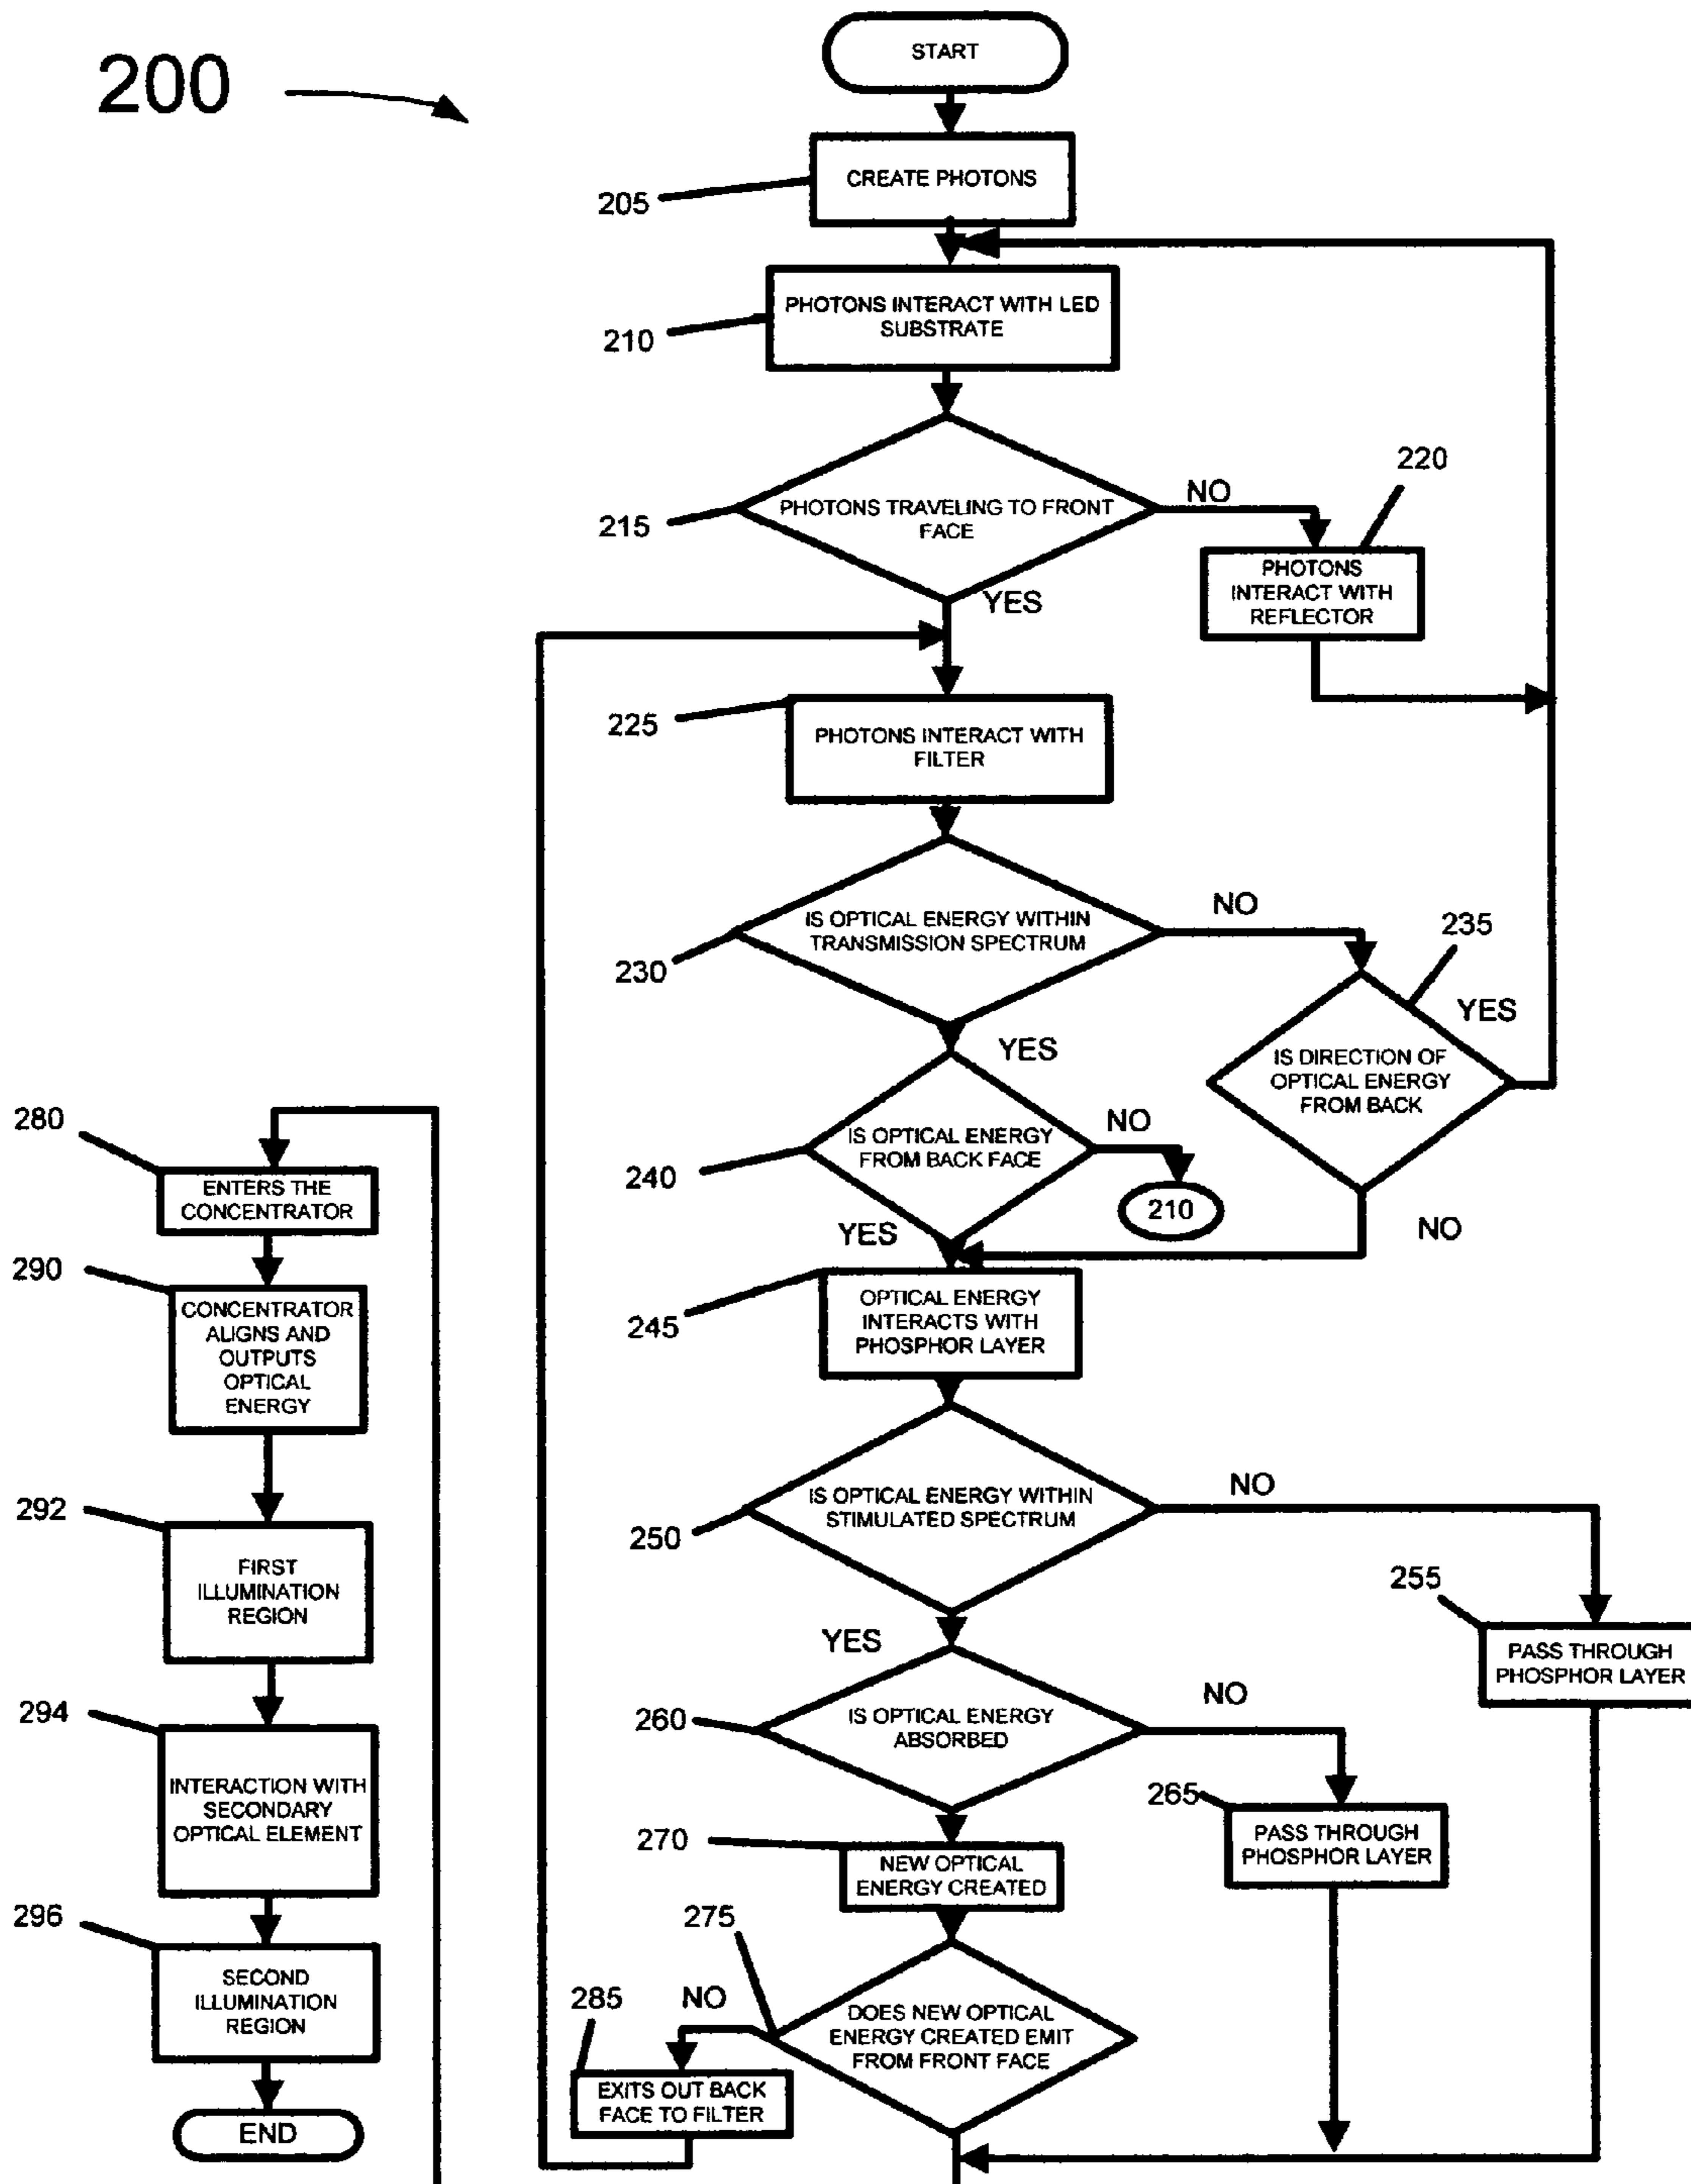 200
START
CREATE PHOTONS
205
PHOTONS INTERACT WITH LED
SUBSTRATE
210
PHOTONS TRAVELING TO FRONT
FACE
215
NO
220
PHOTONS
INTERACT WITH
REFLECTOR
YES
225
PHOTONS INTERACT WITH
FILTER
IS OPTICAL ENERGY WITHIN
TRANSMISSION SPECTRUM
230
NO
235
YES
IS DIRECTION OF
OPTICAL ENERGY
FROM BACK
YES
IS OPTICAL ENERGY
FROM BACK FACE
240
NO
210
NO
YES
245
OPTICAL ENERGY
INTERACTS WITH
PHOSPHOR LAYER
IS OPTICAL ENERGY WITHIN
STIMULATED SPECTRUM
250
NO
255
PASS THROUGH
PHOSPHOR LAYER
YES
IS OPTICAL ENERGY
ABSORBED
260
NO
265
PASS THROUGH
PHOSPHOR LAYER
270
NEW OPTICAL
ENERGY CREATED
275
DOES NEW OPTICAL
ENERGY CREATED EMIT
FROM FRONT FACE
NO
285
EXITS OUT BACK
FACE TO FILTER
280
ENTERS THE
CONCENTRATOR
290
CONCENTRATOR
ALIGNS AND
OUTPUTS
OPTICAL
ENERGY
292
FIRST
ILLUMINATION
REGION
294
INTERACTION WITH
SECONDARY
OPTICAL ELEMENT
296
SECOND
ILLUMINATION
REGION
END